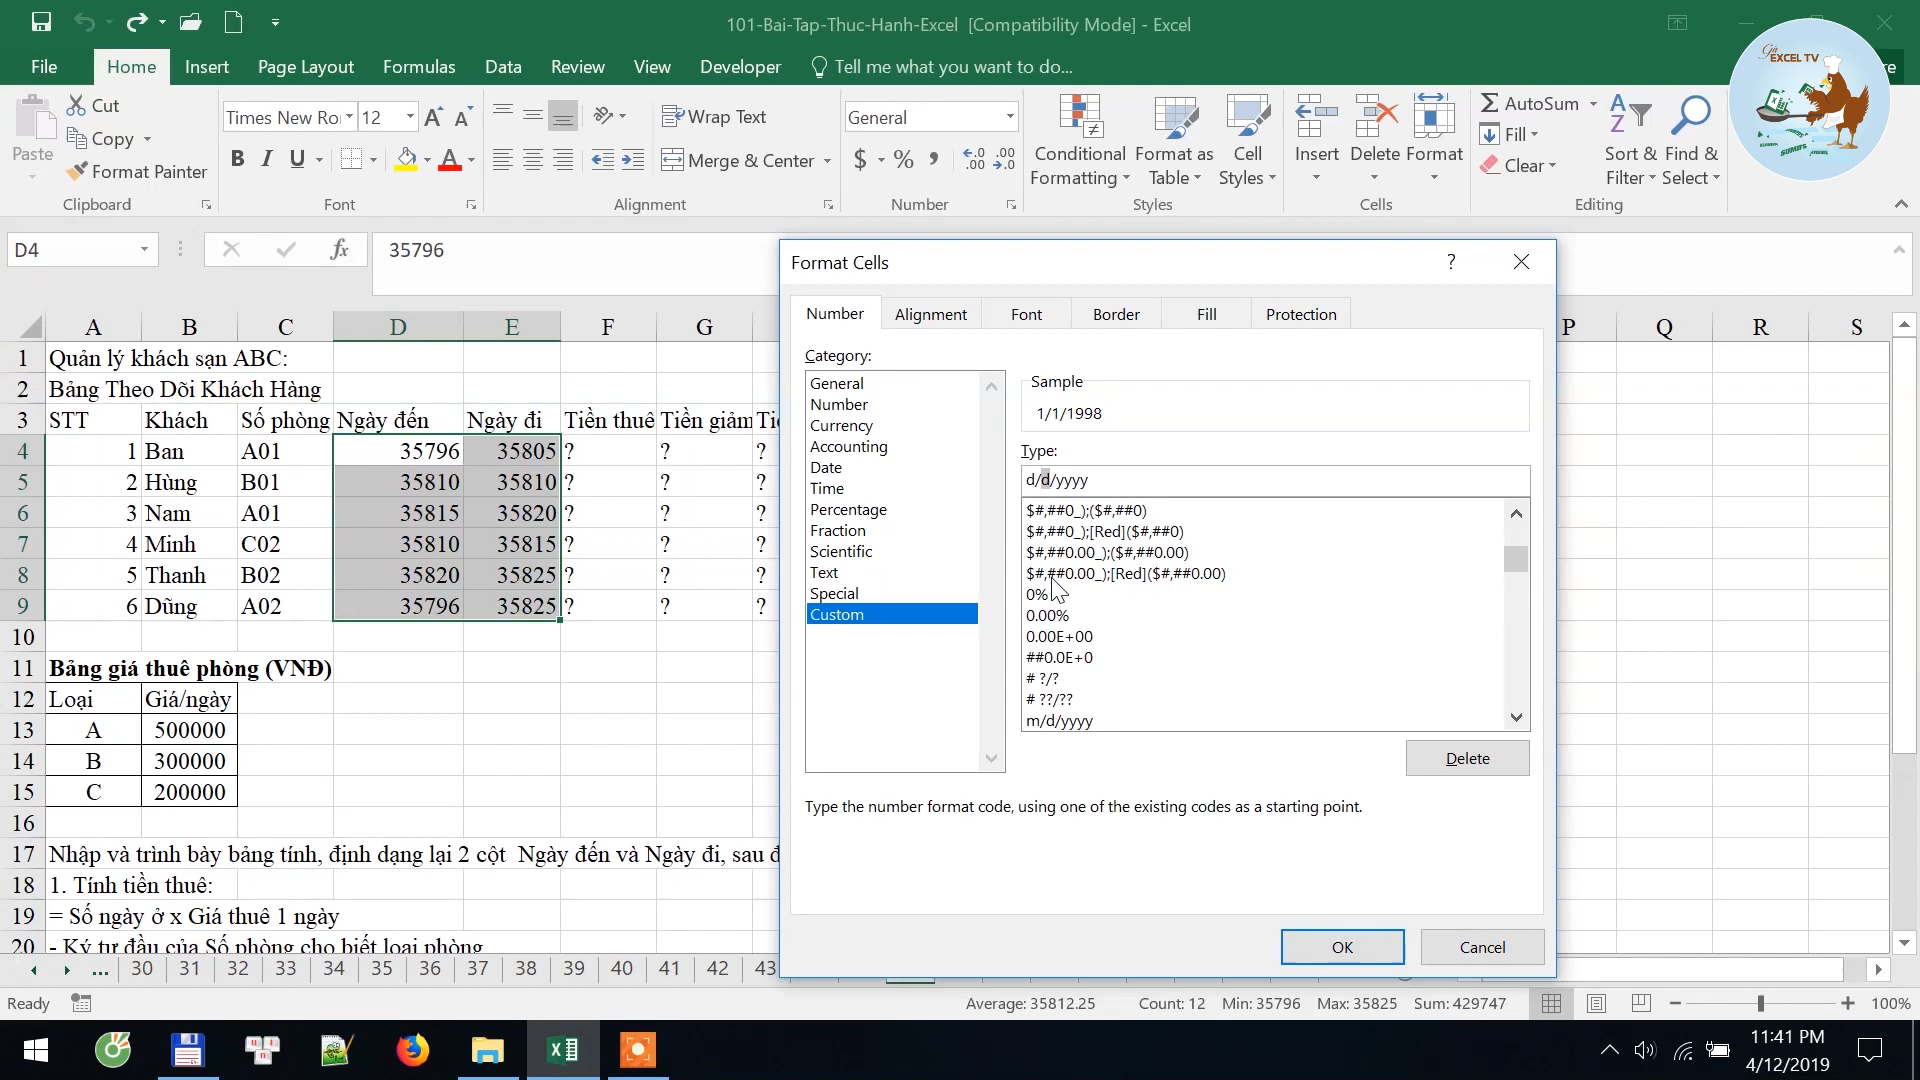 101-Bai-Tap-Thuc-Hanh-Excel  [Compatibility Mode] - Excel
File Home Insert Page Layout Formulas Data Review View Developer Tell me what you want to do...
GÀ EXCEL TV
SUMIFS
Cut
Copy
Format Painter
Paste
Clipboard
Times New Ro 12
B I U A
Font
Wrap Text
Merge & Center
Alignment
General
$ % ,
Number
Conditional Formatting
Format as Table
Cell Styles
Styles
Insert Delete Format
Cells
AutoSum
Fill
Clear
Sort & Filter
Find & Select
Editing
D4 fx 35796
A B C D E F G P Q R S
1 Quản lý khách sạn ABC:
2 Bảng Theo Dõi Khách Hàng
3 STT Khách Số phòng Ngày đến Ngày đi Tiền thuê Tiền giảm
4 1 Ban A01 35796 35805 ? ? ?
5 2 Hùng B01 35810 35810 ? ? ?
6 3 Nam A01 35815 35820 ? ? ?
7 4 Minh C02 35810 35815 ? ? ?
8 5 Thanh B02 35820 35825 ? ? ?
9 6 Dũng A02 35796 35825 ? ? ?
10
11 Bảng giá thuê phòng (VNĐ)
12 Loại Giá/ngày
13 A 500000
14 B 300000
15 C 200000
16
17 Nhập và trình bày bảng tính, định dạng lại 2 cột  Ngày đến và Ngày đi, sau đ
18 1. Tính tiền thuê:
19 = Số ngày ở x Giá thuê 1 ngày
20 - Ký tự đầu của Số phòng cho biết loại phòng
Format Cells ?
Number Alignment Font Border Fill Protection
Category:
General
Number
Currency
Accounting
Date
Time
Percentage
Fraction
Scientific
Text
Special
Custom
Sample
1/1/1998
Type:
d/d/yyyy
$#,##0_);($#,##0)
$#,##0_);[Red]($#,##0)
$#,##0.00_);($#,##0.00)
$#,##0.00_);[Red]($#,##0.00)
0%
0.00%
0.00E+00
##0.0E+0
# ?/?
# ??/??
m/d/yyyy
Delete
Type the number format code, using one of the existing codes as a starting point.
OK Cancel
... 30 31 32 33 34 35 36 37 38 39 40 41 42 43
Ready Average: 35812.25 Count: 12 Min: 35796 Max: 35825 Sum: 429747 100%
11:41 PM
4/12/2019